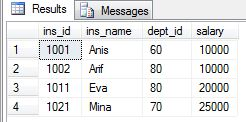 Results Messages
ins_id ins_name dept_id salary
1 1001 Anis 60 10000
2 1002 Arif 80 10000
3 1011 Eva 80 20000
4 1021 Mina 70 25000